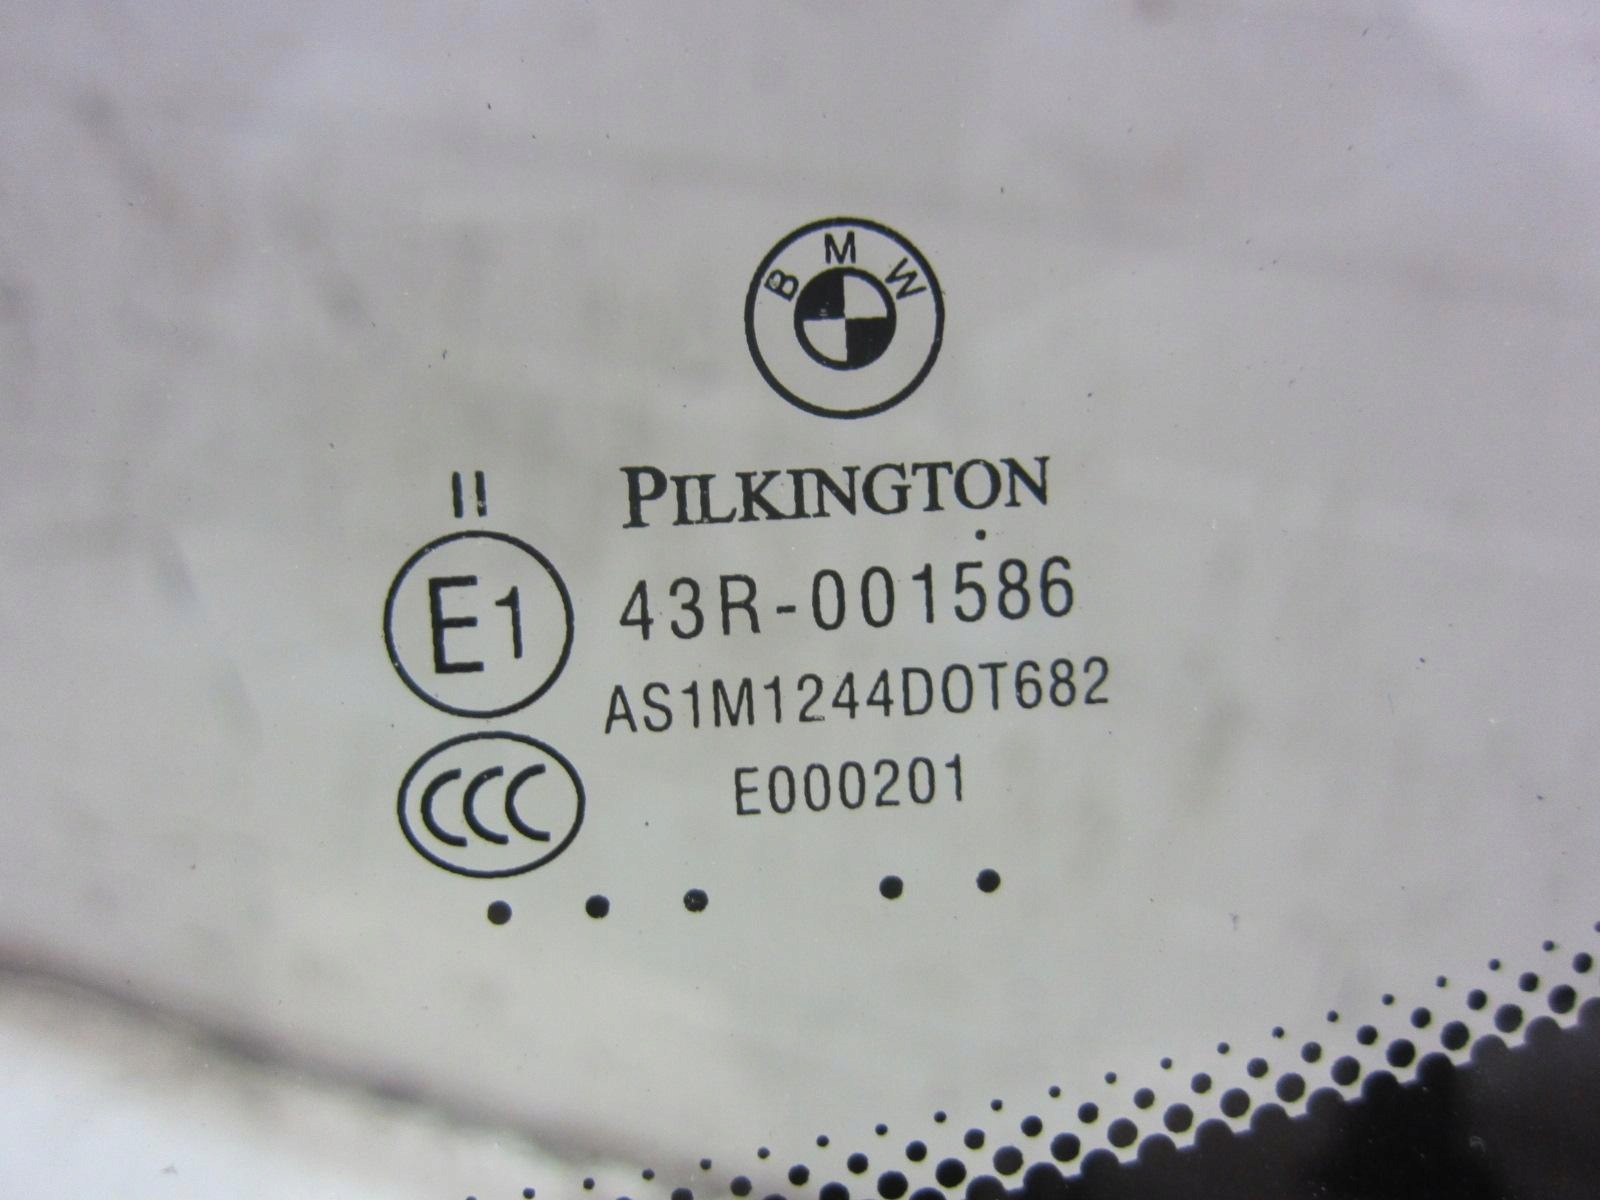 BMW
PILKINGTON
II
E1
43R-001586
AS1M1244DOT682
CCC
E000201